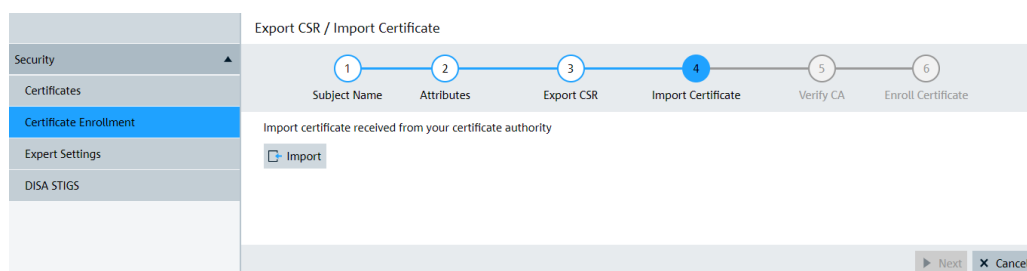 Export CSR / Import Certificate
Security
Certificates
Certificate Enrollment
Expert Settings
DISA STIGS
1 2 3 4 5 6
Subject Name Attributes Export CSR Import Certificate Verify CA Enroll Certificate
Import certificate received from your certificate authority
Import
Next Cancel